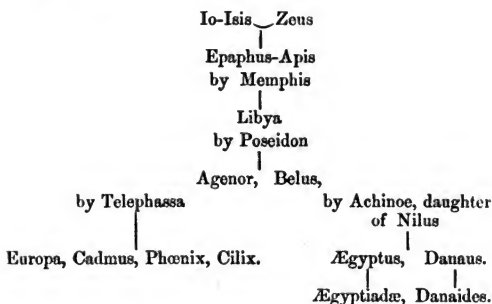 Io-Isis Zeus
Epaphus-Apis
by Memphis
Libya
by Poseidon
Agenor, Belus,
by Telephassa by Achinoe, daughter
of Nilus
Europa, Cadmus, Phœnix, Cilix. Ægyptus, Danaus.
Ægyptiadæ, Danaides.